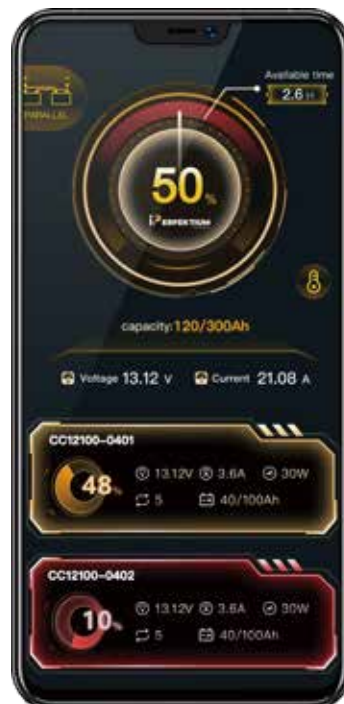 Available time
2.6 H
PARALLEL
50%
PERFEKTIUM
capacity:120/300Ah
Voltage 13.12 V
Current 21.08 A
CC12100-0401
48%
13.12V 3.6A 30W
5 40/100Ah
CC12100-0402
10%
13.12V 3.6A 30W
5 40/100Ah